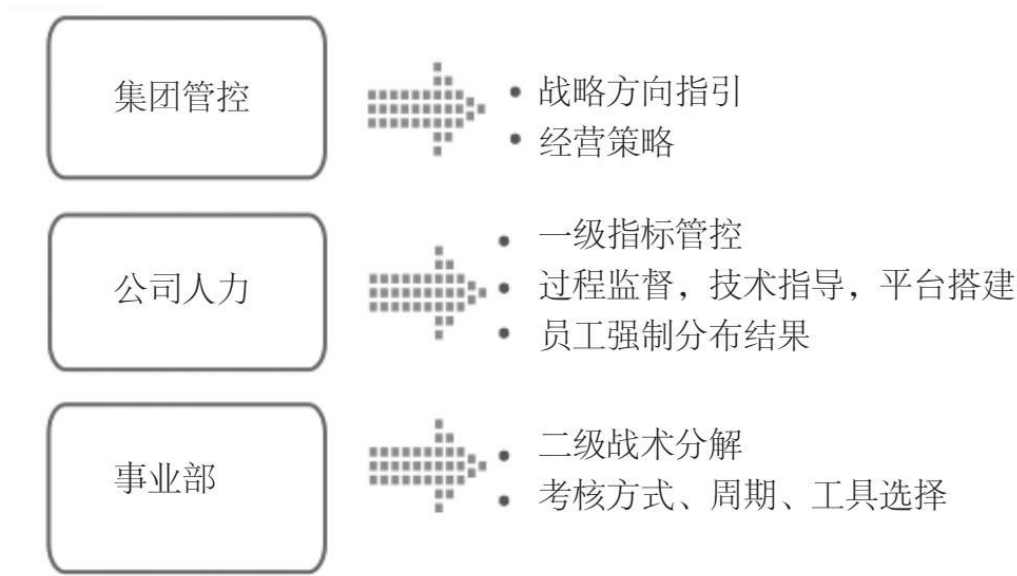 集团管控
• 战略方向指引
• 经营策略
公司人力
• 一级指标管控
• 过程监督，技术指导，平台搭建
• 员工强制分布结果
事业部
• 二级战术分解
• 考核方式、周期、工具选择